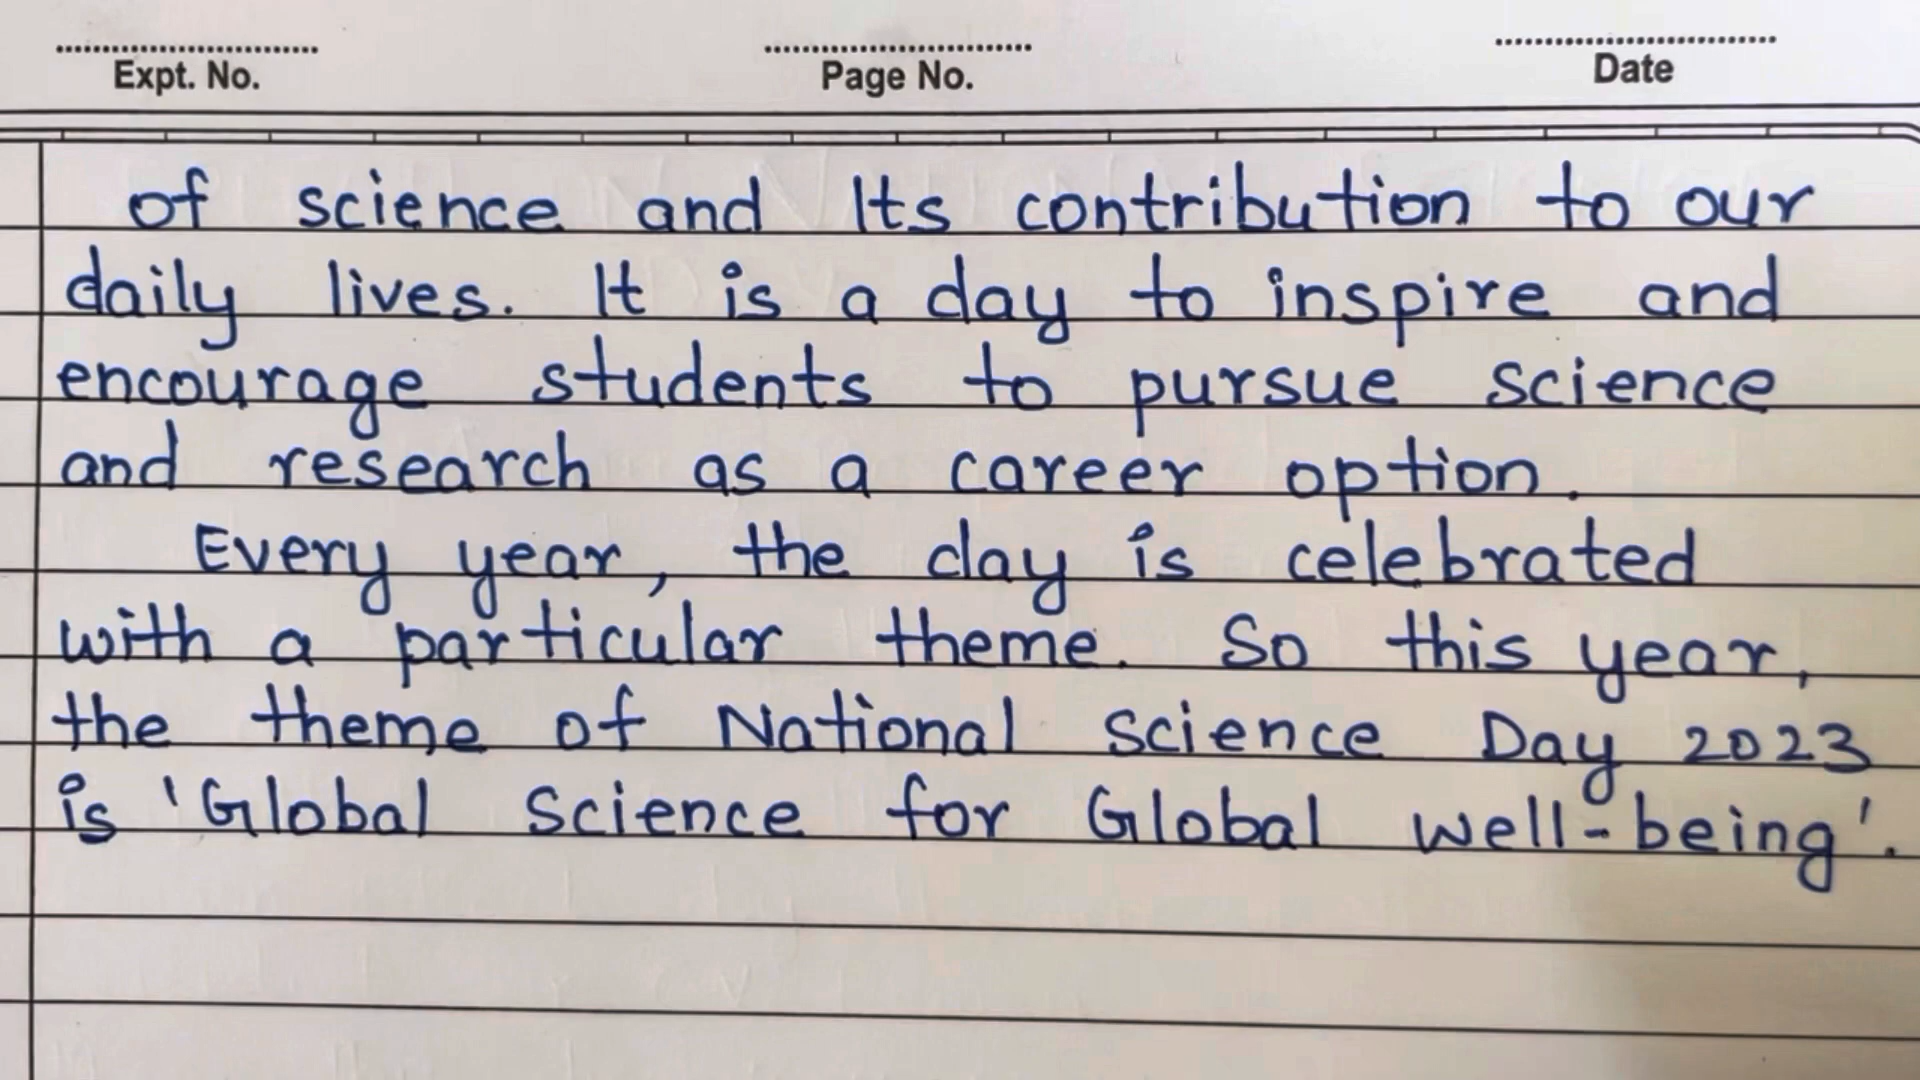 Expt. No. Page No. Date
of science and Its contribution to our
daily lives. It is a day to inspire and
encourage students to pursue science
and research as a career option.
Every year, the day is celebrated
with a particular theme. So this year,
the theme of National Science Day 2023
is 'Global Science for Global well-being'.